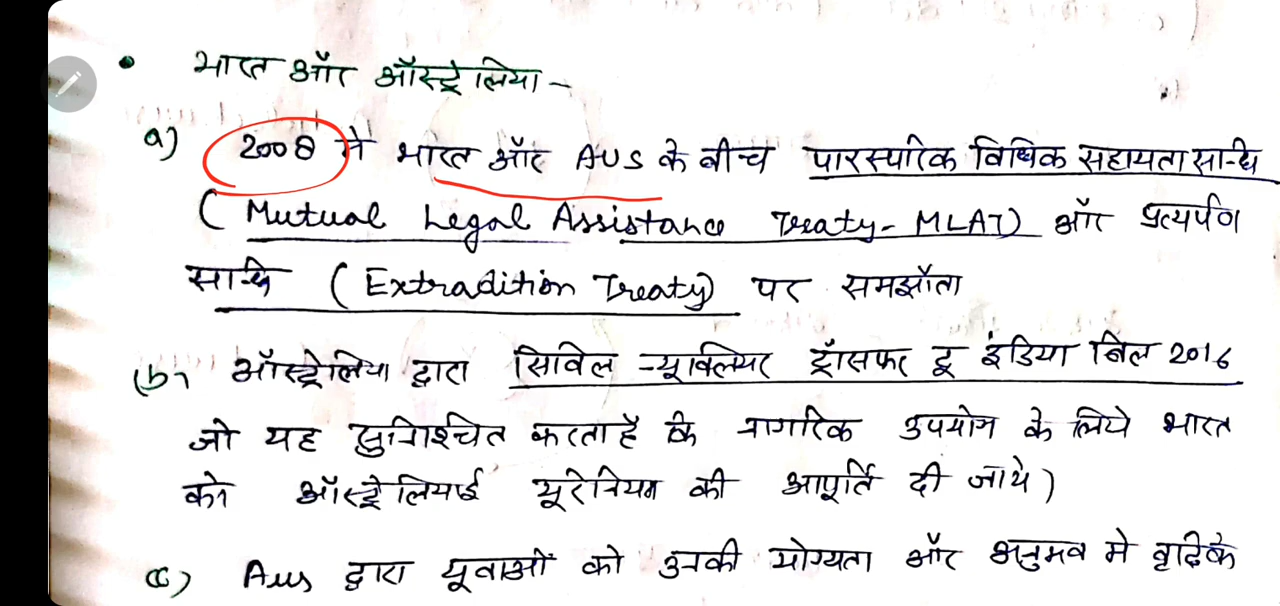 • भारत और ऑस्ट्रेलिया -
a) 2008 मे भारत और AUS के बीच पारस्परिक विधिक सहायता सान्धि
( Mutual Legal Assistance Treaty - MLAT) और प्रत्यर्पण
सान्धि ( Extradition Treaty) पर समझौता
(b) ऑस्ट्रेलिया द्वारा सिविल न्यूक्लियर ट्रॉसफर टू इंडिया बिल 2016
जो यह सुनिश्चित करता है कि नागरिक उपयोग के लिये भारत
को ऑस्ट्रेलियाई यूरेनियम की आपूर्ति दी जाये )
(c) Aus द्वारा यूवाओं को उनकी योग्यता और अनुभव मे वृद्धि के